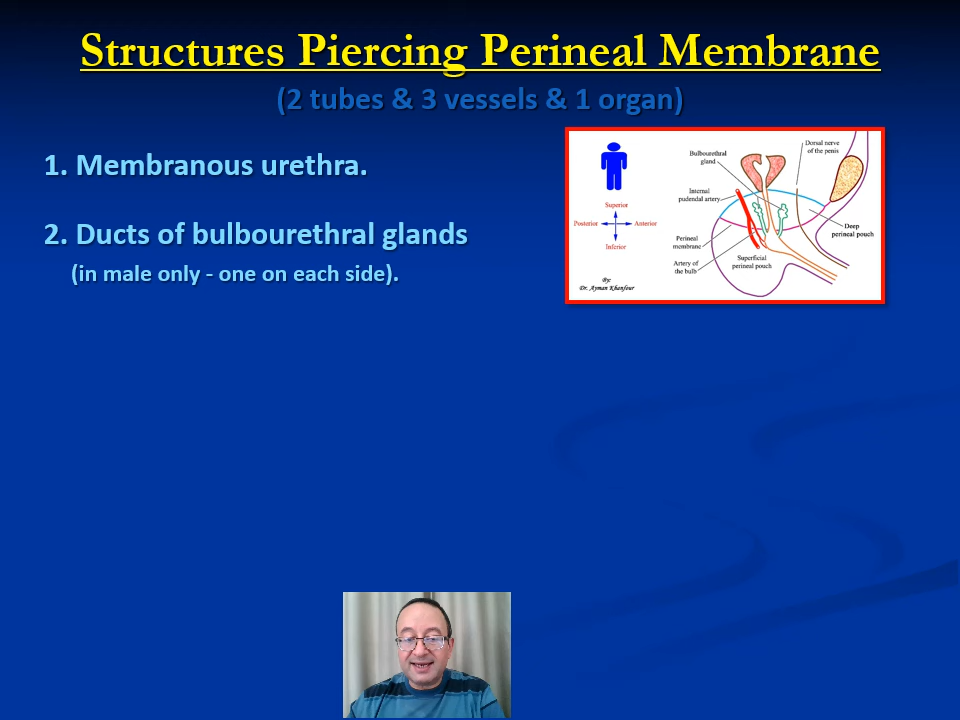 Structures Piercing Perineal Membrane
(2 tubes & 3 vessels & 1 organ)
1. Membranous urethra.
2. Ducts of bulbourethral glands
(in male only - one on each side).
Dorsal nerve
of the penis
Bulbourethral
gland
Internal
pudendal artery
Superior
Posterior
Anterior
Inferior
Deep
perineal pouch
Perineal
membrane
Superficial
perineal pouch
Artery of
the bulb
By:
Dr. Ayman Khanfour